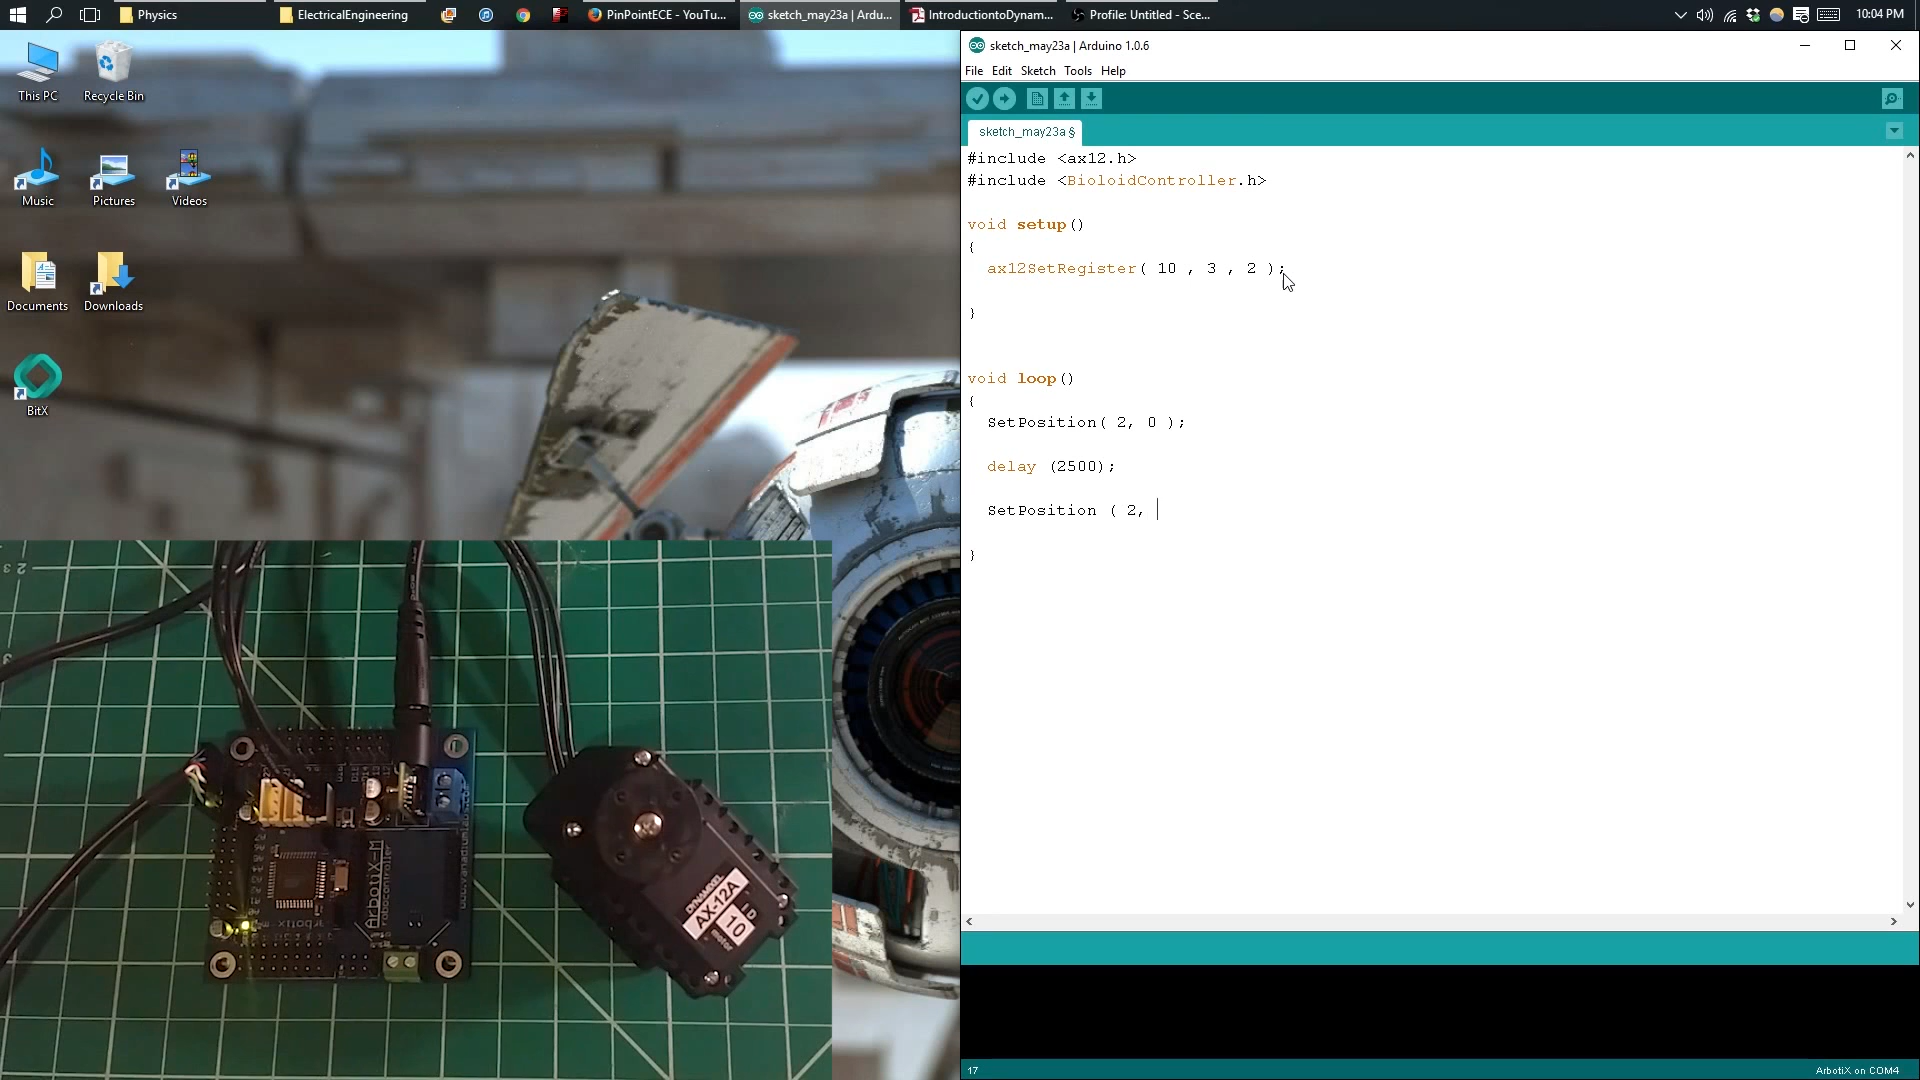 Physics
ElectricalEngineering
PinPointECE - YouTu...
sketch_may23a | Ardu...
IntroductiontoDynam...
Profile: Untitled - Sce...
10:04 PM
This PC
Recycle Bin
Music
Pictures
Videos
Documents
Downloads
BitX
sketch_may23a | Arduino 1.0.6
File Edit Sketch Tools Help
sketch_may23a §
#include <ax12.h>
#include <BioloidController.h>
void setup()
{
ax12SetRegister( 10 , 3 , 2 );
}
void loop()
{
SetPosition( 2, 0 );
delay (2500);
SetPosition ( 2,
}
17
ArbotiX on COM4
ArbotiX-M
robocontroller
DYNAMIXEL
AX-12A
ID
10